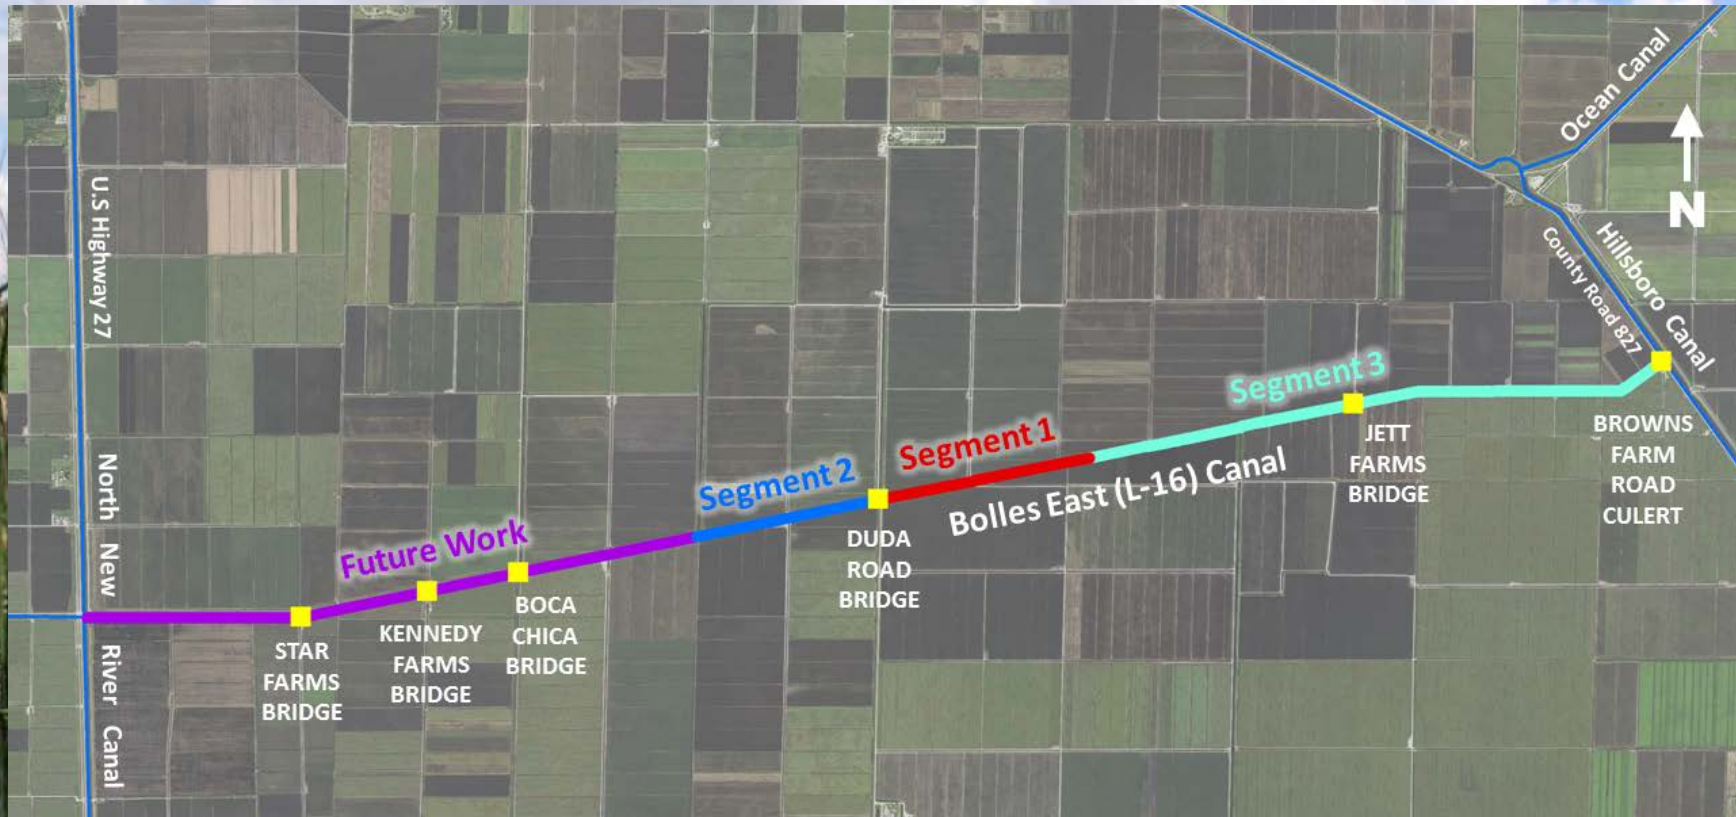 Ocean Canal
N
U.S Highway 27
Hillsboro Canal
County Road 827
Segment 3
Segment 1
Segment 2
Future Work
Bolles East (L-16) Canal
JETT
FARMS
BRIDGE
BROWNS
FARM
ROAD
CULERT
DUDA
ROAD
BRIDGE
BOCA
CHICA
BRIDGE
KENNEDY
FARMS
BRIDGE
STAR
FARMS
BRIDGE
North New River Canal